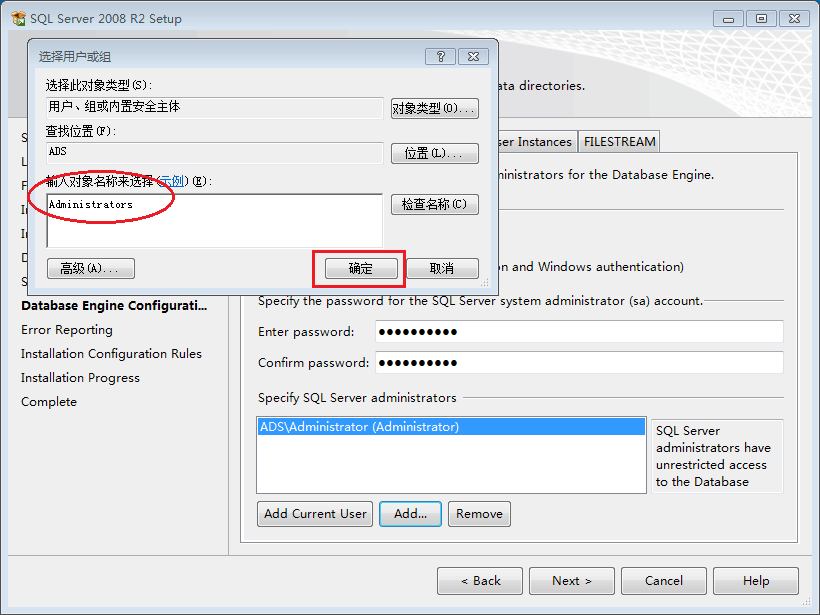 SQL Server 2008 R2 Setup
选择用户或组
选择此对象类型(S):
用户、组或内置安全主体
对象类型(O)...
查找位置(F):
ADS
位置(L)...
输入对象名称来选择(示例)(E):
Administrators
检查名称(C)
高级(A)...
确定
取消
ata directories.
ser Instances
FILESTREAM
ministrators for the Database Engine.
on and Windows authentication)
Specify the password for the SQL Server system administrator (sa) account.
Enter password:
●●●●●●●●●●
Confirm password:
●●●●●●●●●●
Specify SQL Server administrators
ADS\Administrator (Administrator)
SQL Server
administrators have
unrestricted access
to the Database
Add Current User
Add...
Remove
Database Engine Configurati...
Error Reporting
Installation Configuration Rules
Installation Progress
Complete
< Back
Next >
Cancel
Help